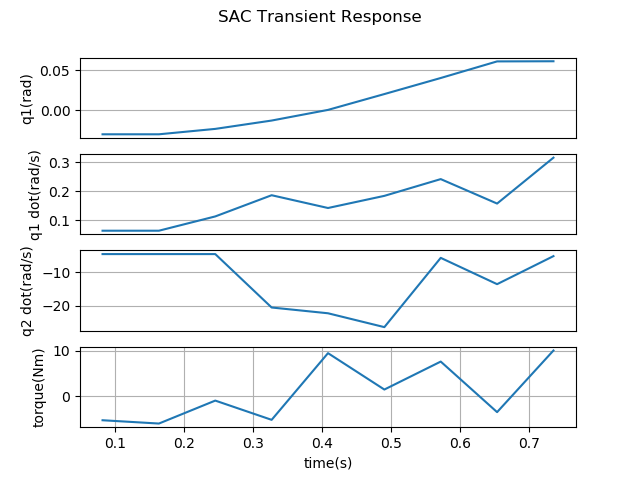 SAC Transient Response
0.05
0.00
q1(rad)
0.3
0.2
0.1
q1 dot(rad/s)
−10
−20
q2 dot(rad/s)
10
0
torque(Nm)
0.1 0.2 0.3 0.4 0.5 0.6 0.7
time(s)